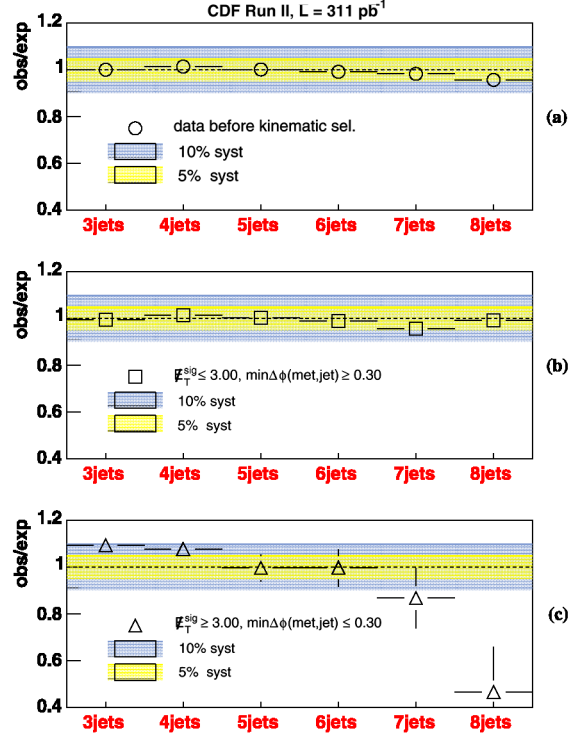 CDF Run II, L = 311 pb⁻¹
obs/exp
1.2
1
0.8
0.6
0.4
data before kinematic sel.
10% syst
5% syst
3jets 4jets 5jets 6jets 7jets 8jets
(a)
obs/exp
1.2
1
0.8
0.6
0.4
E̸_T^sig ≤ 3.00, minΔϕ(met,jet) ≥ 0.30
10% syst
5% syst
3jets 4jets 5jets 6jets 7jets 8jets
(b)
obs/exp
1.2
1
0.8
0.6
0.4
E̸_T^sig ≥ 3.00, minΔϕ(met,jet) ≤ 0.30
10% syst
5% syst
3jets 4jets 5jets 6jets 7jets 8jets
(c)